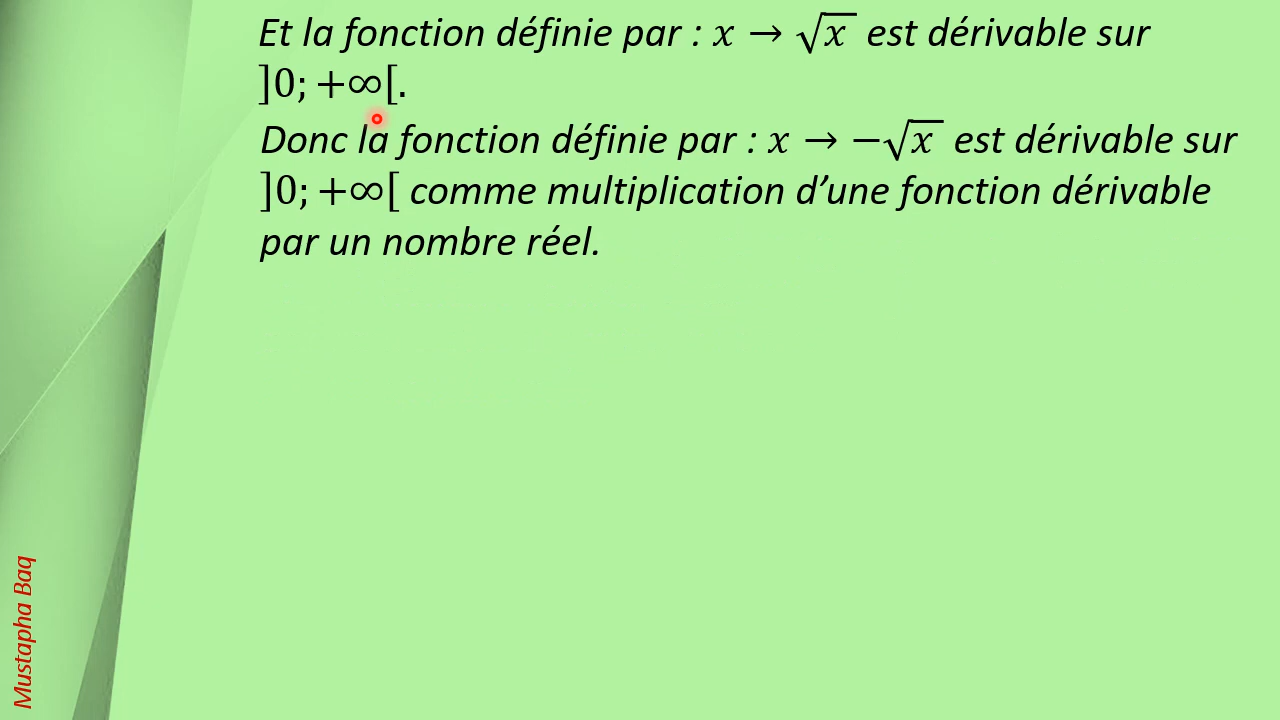 Et la fonction définie par : x → √x est dérivable sur
]0; +∞[.
Donc la fonction définie par : x → −√x est dérivable sur
]0; +∞[ comme multiplication d’une fonction dérivable
par un nombre réel.
Mustapha Baq